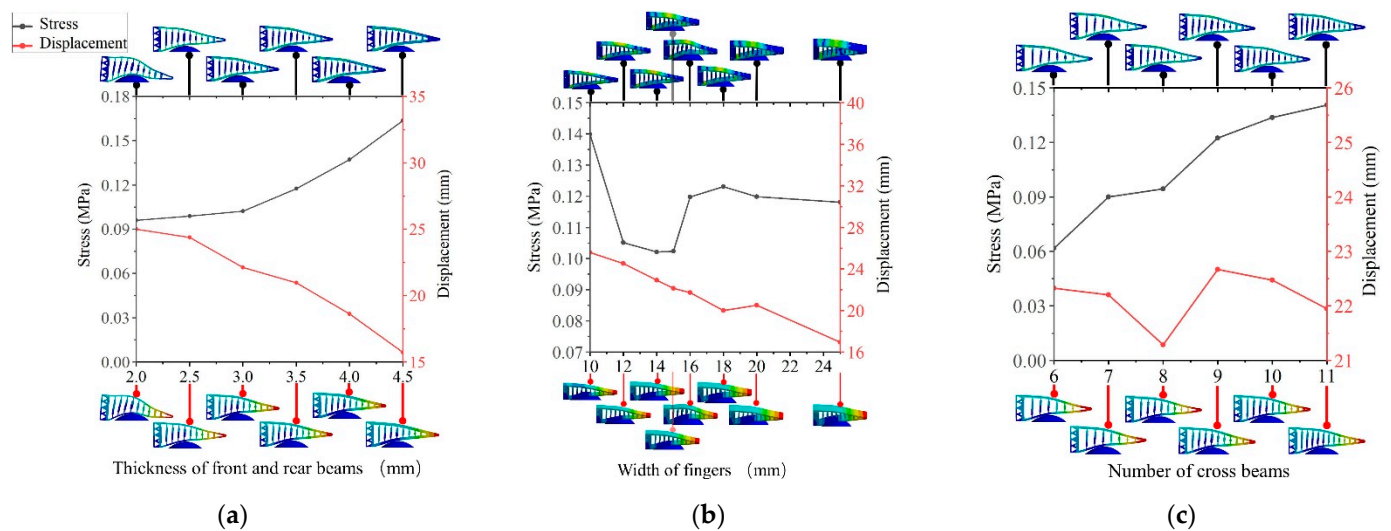 Stress
Displacement
0.18
0.15
0.12
0.09
0.06
0.03
0.00
Stress (MPa)
35
30
25
20
15
Displacement (mm)
2.0 2.5 3.0 3.5 4.0 4.5
Thickness of front and rear beams (mm)
(a)
0.15
0.14
0.13
0.12
0.11
0.10
0.09
0.08
0.07
Stress (MPa)
40
36
32
28
24
20
16
Displacement (mm)
10 12 14 16 18 20 24
Width of fingers (mm)
(b)
0.15
0.12
0.09
0.06
0.03
0.00
Stress (MPa)
26
25
24
23
22
21
Displacement (mm)
6 7 8 9 10 11
Number of cross beams
(c)